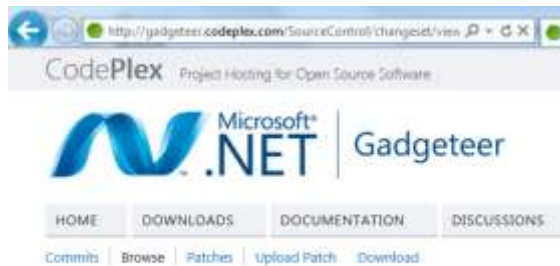 http://gadgeteer.codeplex.com/SourceControl/changeset/view
CodePlex Project Hosting for Open Source Software
Microsoft®
.NET
Gadgeteer
HOME DOWNLOADS DOCUMENTATION DISCUSSIONS
Commits Browse Patches Upload Patch Download